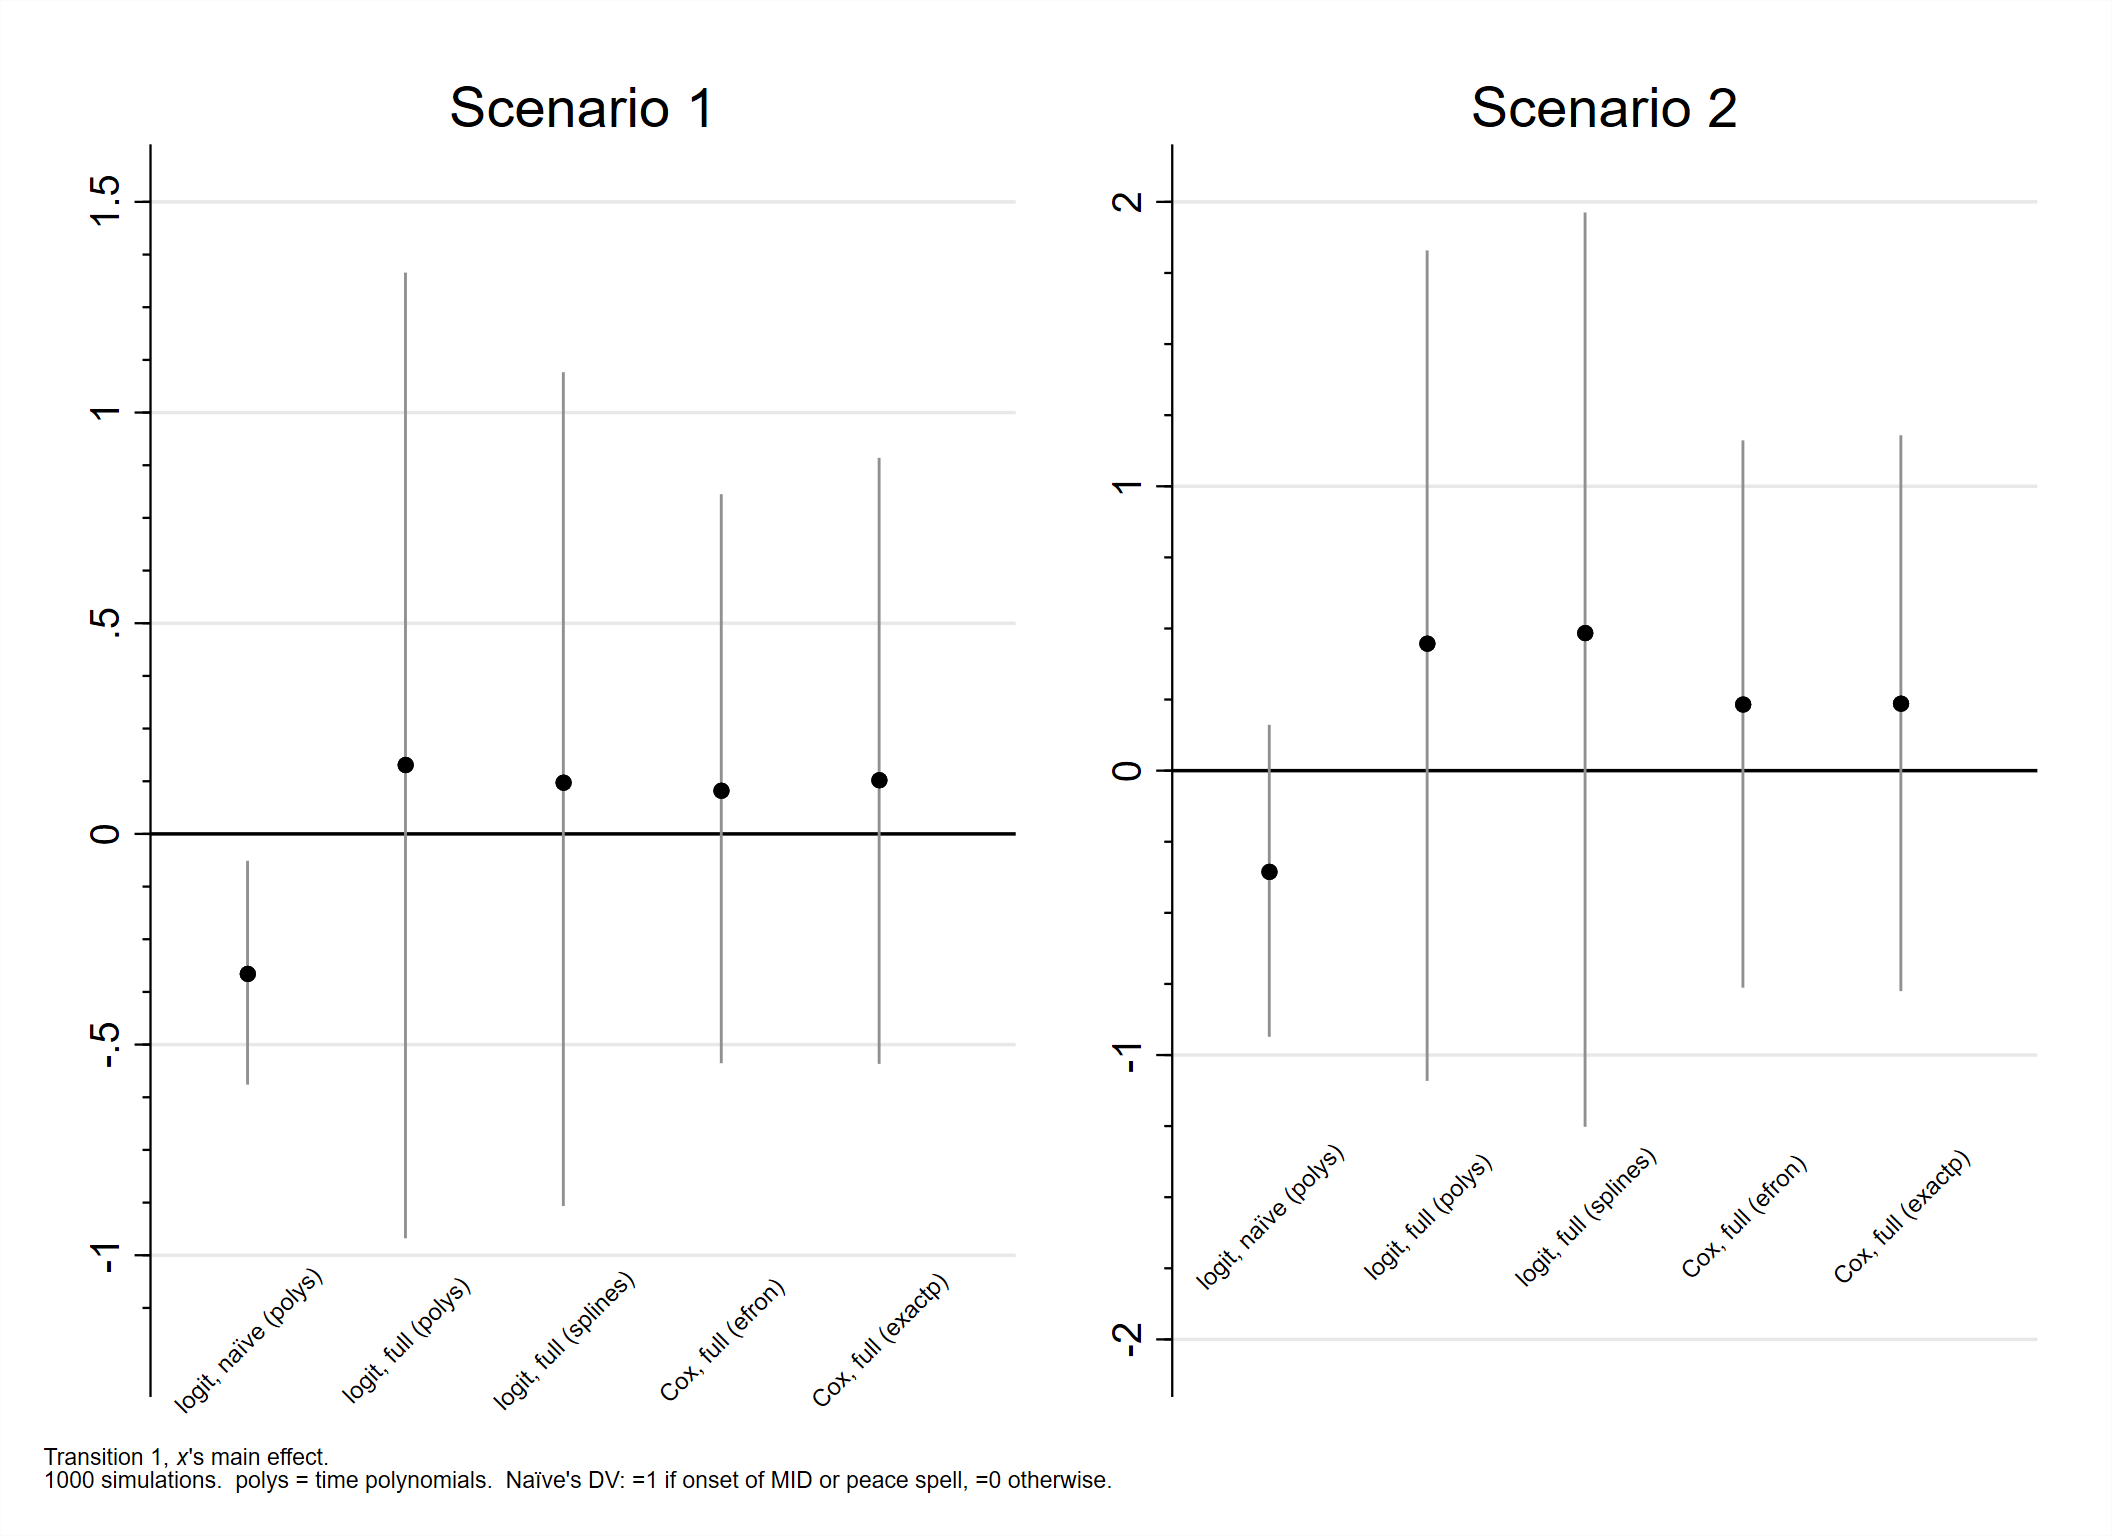 Scenario 1
1.5
1
.5
0
-.5
-1
logit, naïve (polys)
logit, full (polys)
logit, full (splines)
Cox, full (efron)
Cox, full (exactp)
Scenario 2
2
1
0
-1
-2
logit, naïve (polys)
logit, full (polys)
logit, full (splines)
Cox, full (efron)
Cox, full (exactp)
Transition 1, x's main effect.
1000 simulations.  polys = time polynomials.  Naïve's DV: =1 if onset of MID or peace spell, =0 otherwise.